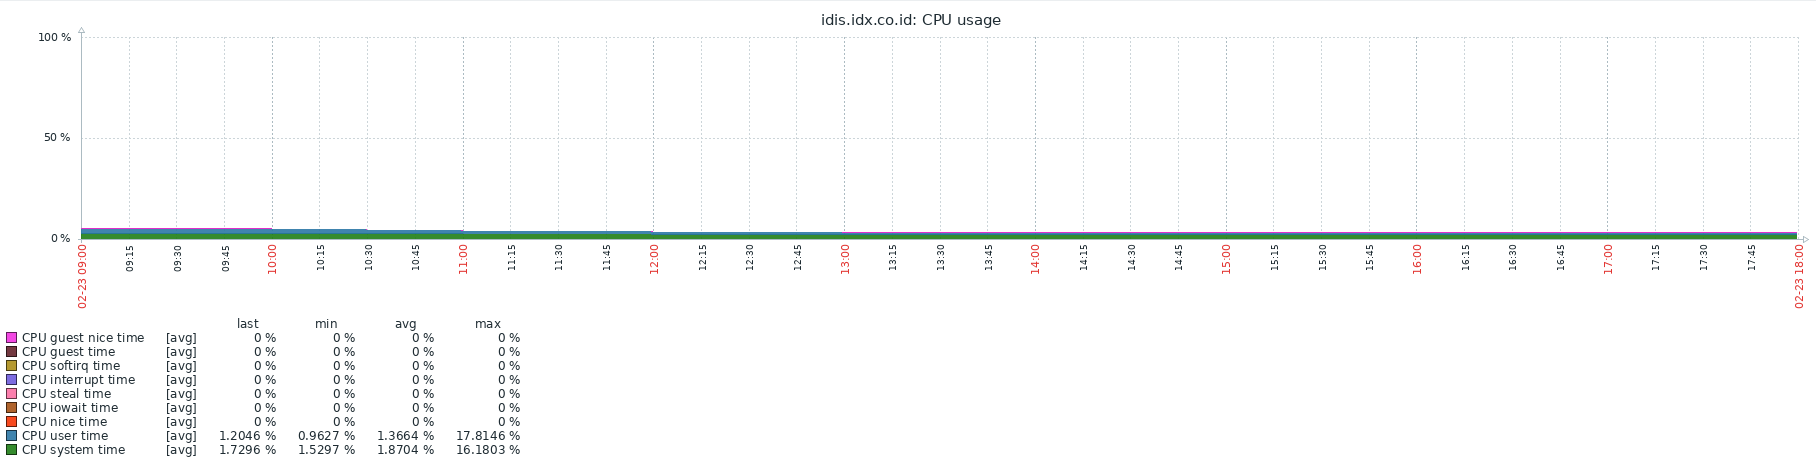 idis.idx.co.id: CPU usage
100 %
50 %
0 %
02-23 09:00 09:15 09:30 09:45 10:00 10:15 10:30 10:45 11:00 11:15 11:30 11:45 12:00 12:15 12:30 12:45 13:00 13:15 13:30 13:45 14:00 14:15 14:30 14:45 15:00 15:15 15:30 15:45 16:00 16:15 16:30 16:45 17:00 17:15 17:30 17:45 02-23 18:00
last min avg max
CPU guest nice time [avg] 0 % 0 % 0 % 0 %
CPU guest time [avg] 0 % 0 % 0 % 0 %
CPU softirq time [avg] 0 % 0 % 0 % 0 %
CPU interrupt time [avg] 0 % 0 % 0 % 0 %
CPU steal time [avg] 0 % 0 % 0 % 0 %
CPU iowait time [avg] 0 % 0 % 0 % 0 %
CPU nice time [avg] 0 % 0 % 0 % 0 %
CPU user time [avg] 1.2046 % 0.9627 % 1.3664 % 17.8146 %
CPU system time [avg] 1.7296 % 1.5297 % 1.8704 % 16.1803 %